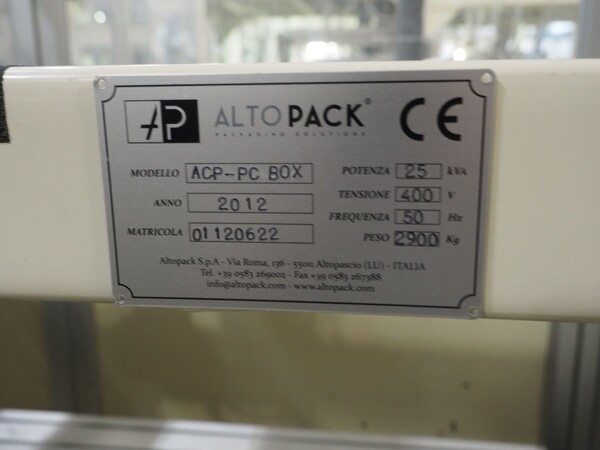 AP ALTOPACK®
PACKAGING SOLUTIONS
CE
MODELLO ACP-PC BOX
ANNO 2012
MATRICOLA 01120622
POTENZA 25 kVA
TENSIONE 400 V
FREQUENZA 50 Hz
PESO 2900 Kg
Altopack S.p.A - Via Roma, 136 - 55011 Altopascio (LU) - ITALIA
Tel. +39 0583 269002 - Fax +39 0583 267388
info@altopack.com - www.altopack.com